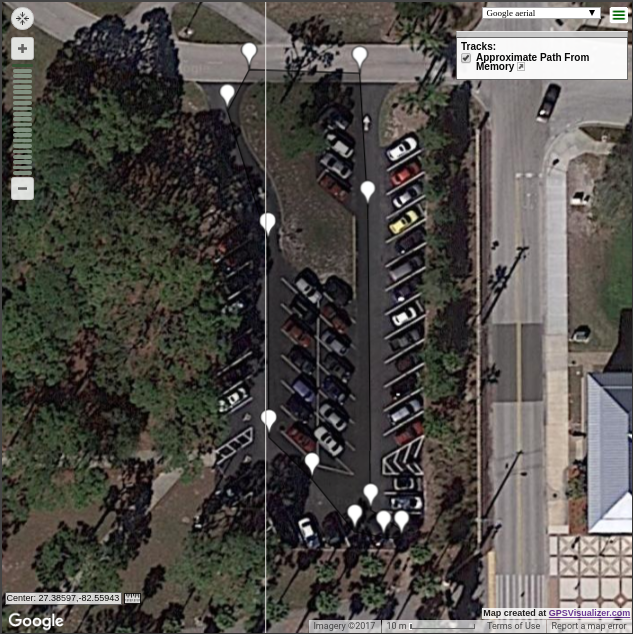 Google aerial ▼
Tracks:
Approximate Path From
Memory
Center: 27.38597,-82.55943
Map created at GPSVisualizer.com
Google
Imagery ©2017
10 m
Terms of Use
Report a map error